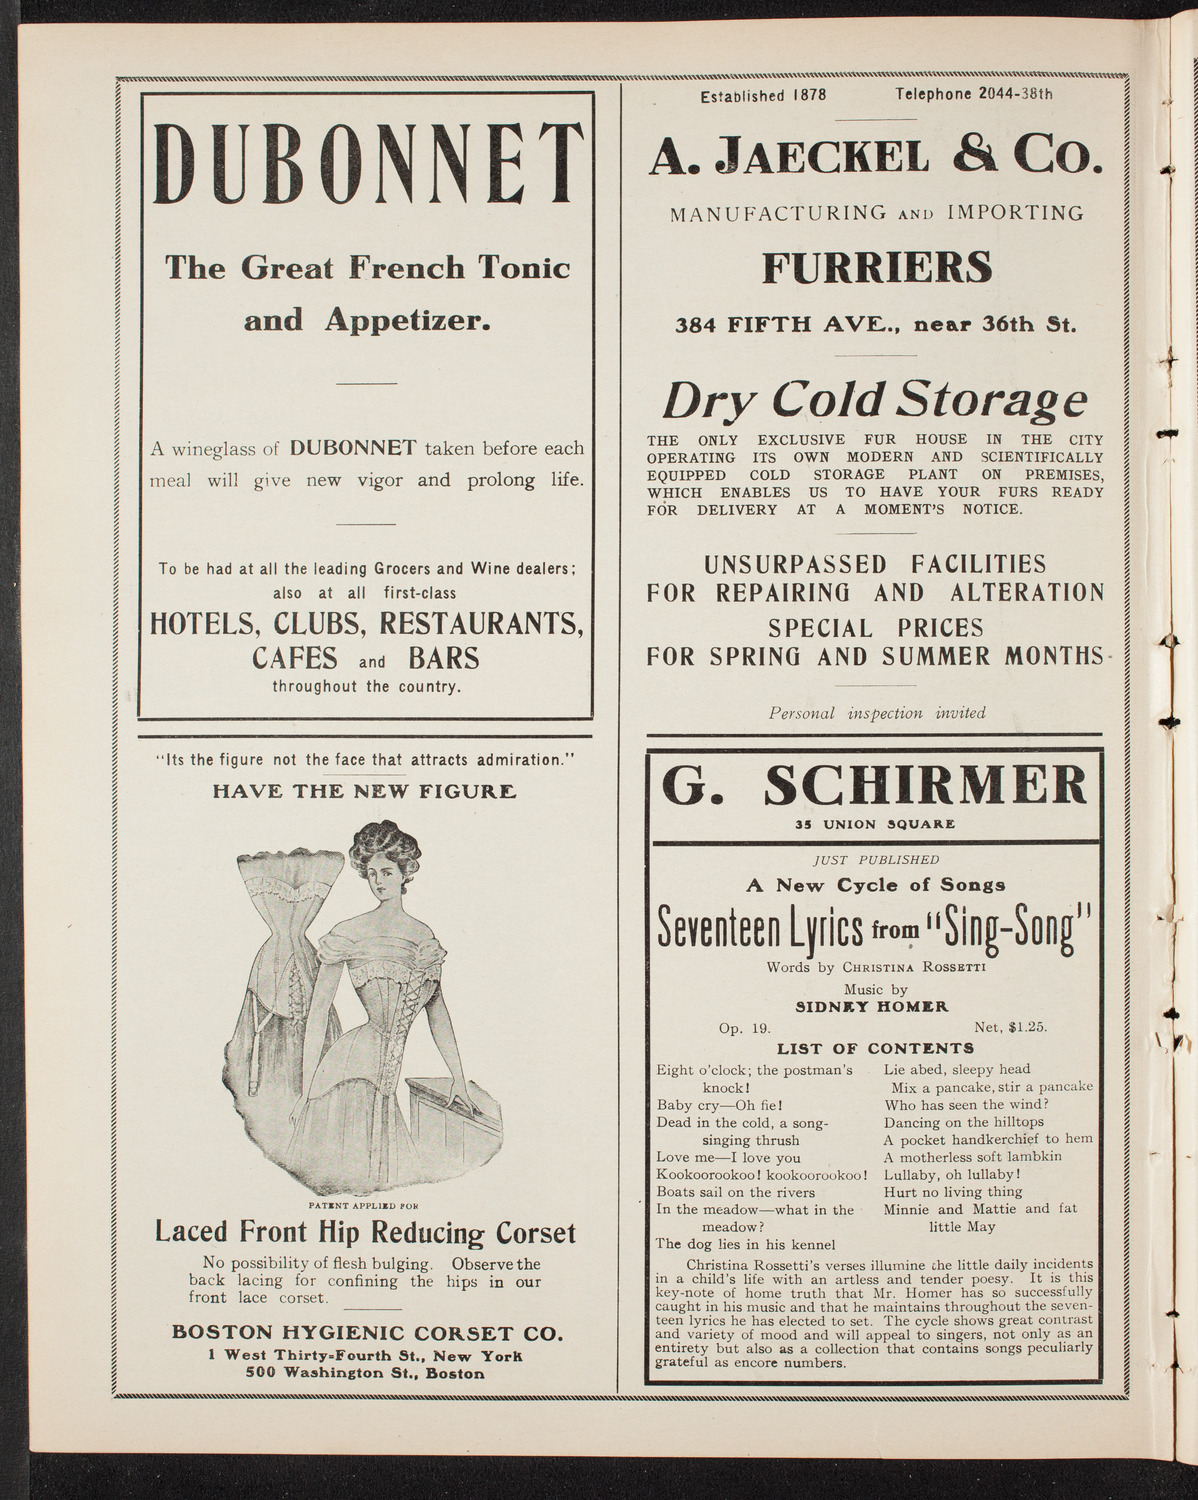 DUBONNET
The Great French Tonic
and Appetizer.
A wineglass of DUBONNET taken before each
meal will give new vigor and prolong life.
To be had at all the leading Grocers and Wine dealers;
also at all first-class
HOTELS, CLUBS, RESTAURANTS,
CAFES and BARS
throughout the country.
"Its the figure not the face that attracts admiration."
HAVE THE NEW FIGURE
PATENT APPLIED FOR
Laced Front Hip Reducing Corset
No possibility of flesh bulging. Observe the
back lacing for confining the hips in our
front lace corset.
BOSTON HYGIENIC CORSET CO.
1 West Thirty-Fourth St., New York
500 Washington St., Boston
Established 1878 Telephone 2044-38th
A. JAECKEL & CO.
MANUFACTURING AND IMPORTING
FURRIERS
384 FIFTH AVE., near 36th St.
Dry Cold Storage
THE ONLY EXCLUSIVE FUR HOUSE IN THE CITY
OPERATING ITS OWN MODERN AND SCIENTIFICALLY
EQUIPPED COLD STORAGE PLANT ON PREMISES,
WHICH ENABLES US TO HAVE YOUR FURS READY
FOR DELIVERY AT A MOMENT'S NOTICE.
UNSURPASSED FACILITIES
FOR REPAIRING AND ALTERATION
SPECIAL PRICES
FOR SPRING AND SUMMER MONTHS
Personal inspection invited
G. SCHIRMER
35 UNION SQUARE
JUST PUBLISHED
A New Cycle of Songs
Seventeen Lyrics from "Sing-Song"
Words by CHRISTINA ROSSETTI
Music by
SIDNEY HOMER
Op. 19. Net, $1.25.
LIST OF CONTENTS
Eight o'clock; the postman's
knock!
Baby cry—Oh fie!
Dead in the cold, a song-
singing thrush
Love me—I love you
Kookoorookoo! kookoorookoo!
Boats sail on the rivers
In the meadow—what in the
meadow?
The dog lies in his kennel
Lie abed, sleepy head
Mix a pancake, stir a pancake
Who has seen the wind?
Dancing on the hilltops
A pocket handkerchief to hem
A motherless soft lambkin
Lullaby, oh lullaby!
Hurt no living thing
Minnie and Mattie and fat
little May
Christina Rossetti's verses illumine the little daily incidents
in a child's life with an artless and tender poesy. It is this
key-note of home truth that Mr. Homer has so successfully
caught in his music and that he maintains throughout the seven-
teen lyrics he has elected to set. The cycle shows great contrast
and variety of mood and will appeal to singers, not only as an
entirety but also as a collection that contains songs peculiarly
grateful as encore numbers.